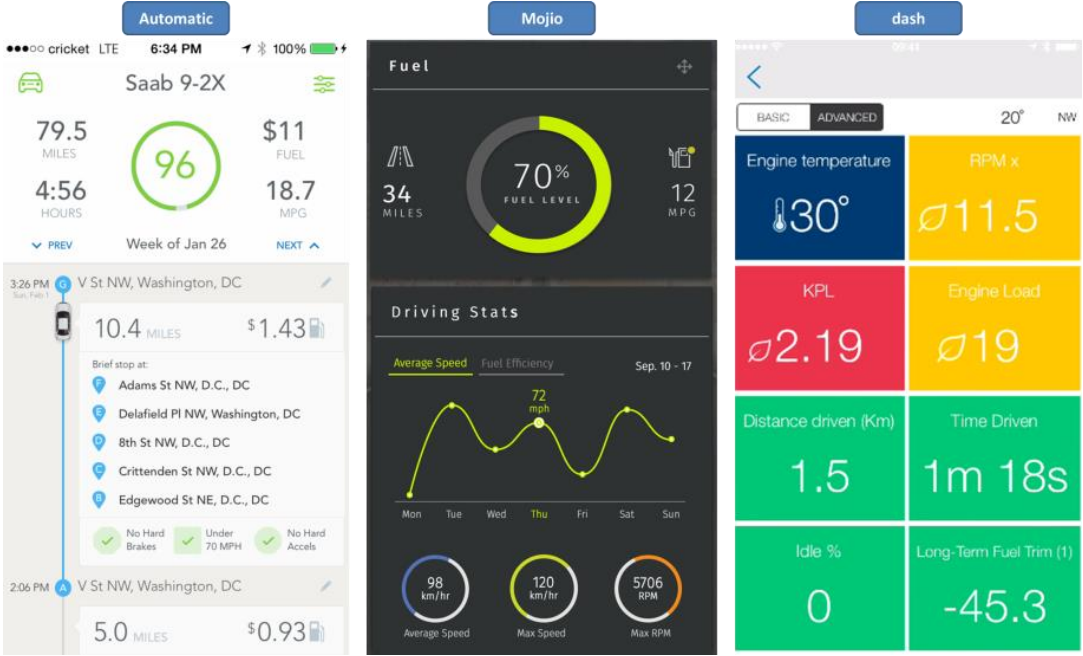 Automatic
●●●○○ cricket LTE 6:34 PM 100%
Saab 9-2X
79.5
MILES
4:56
HOURS
96
$11
FUEL
18.7
MPG
PREV Week of Jan 26 NEXT
3:26 PM G V St NW, Washington, DC
Sun, Feb 1
10.4 MILES $1.43
Brief stop at:
F Adams St NW, D.C., DC
E Delafield Pl NW, Washington, DC
D 8th St NW, D.C., DC
C Crittenden St NW, D.C., DC
B Edgewood St NE, D.C., DC
No Hard
Brakes
Under
70 MPH
No Hard
Accels
2:06 PM A V St NW, Washington, DC
5.0 MILES $0.93
Mojio
Fuel
34
MILES
70%
FUEL LEVEL
12
MPG
Driving Stats
Average Speed Fuel Efficiency Sep. 10 - 17
72
mph
Mon Tue Wed Thu Fri Sat Sun
98
km/hr
Average Speed
120
km/hr
Max Speed
5706
RPM
Max RPM
dash
09:41
BASIC ADVANCED 20° NW
Engine temperature
30°
RPM x
11.5
KPL
2.19
Engine Load
19
Distance driven (Km)
1.5
Time Driven
1m 18s
Idle %
0
Long-Term Fuel Trim (1)
-45.3